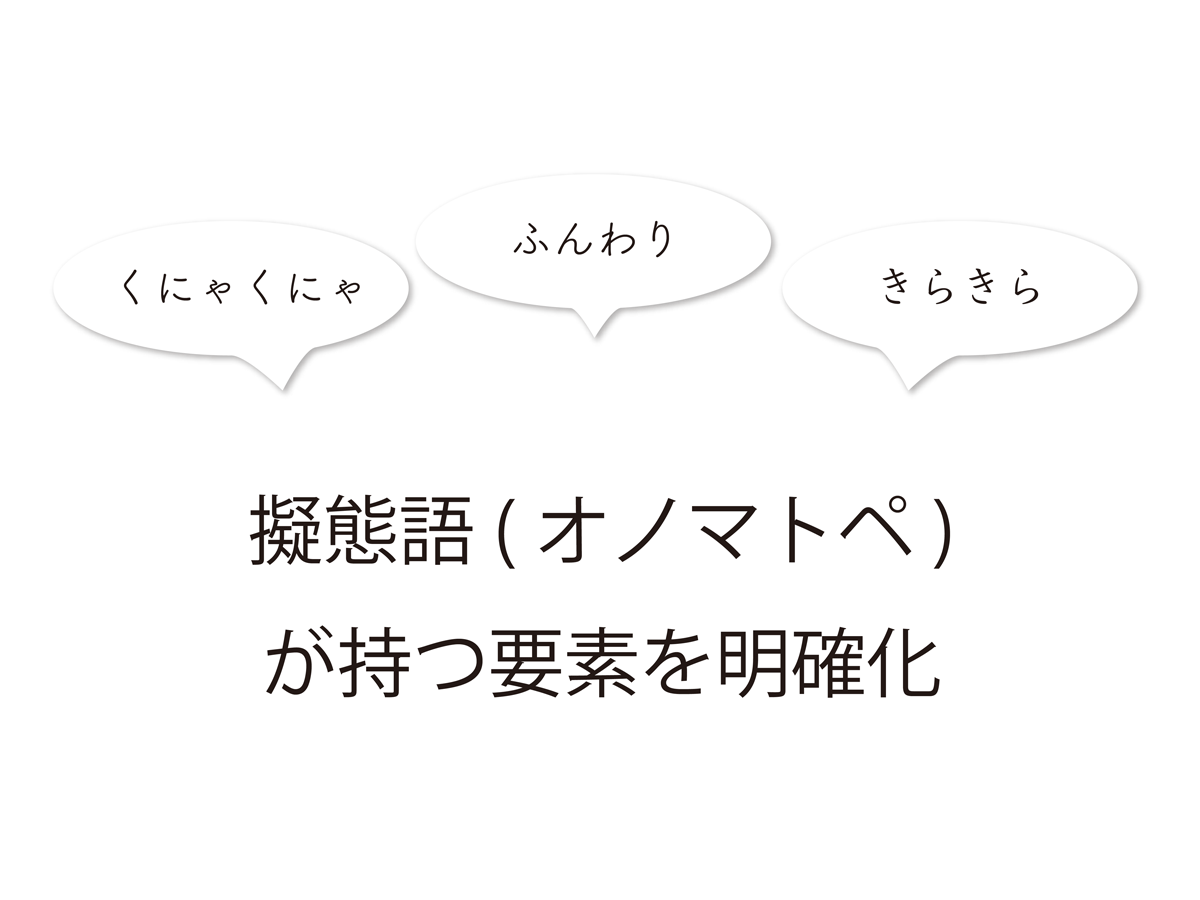 くにゃくにゃ
ふんわり
きらきら
擬態語(オノマトペ)
が持つ要素を明確化